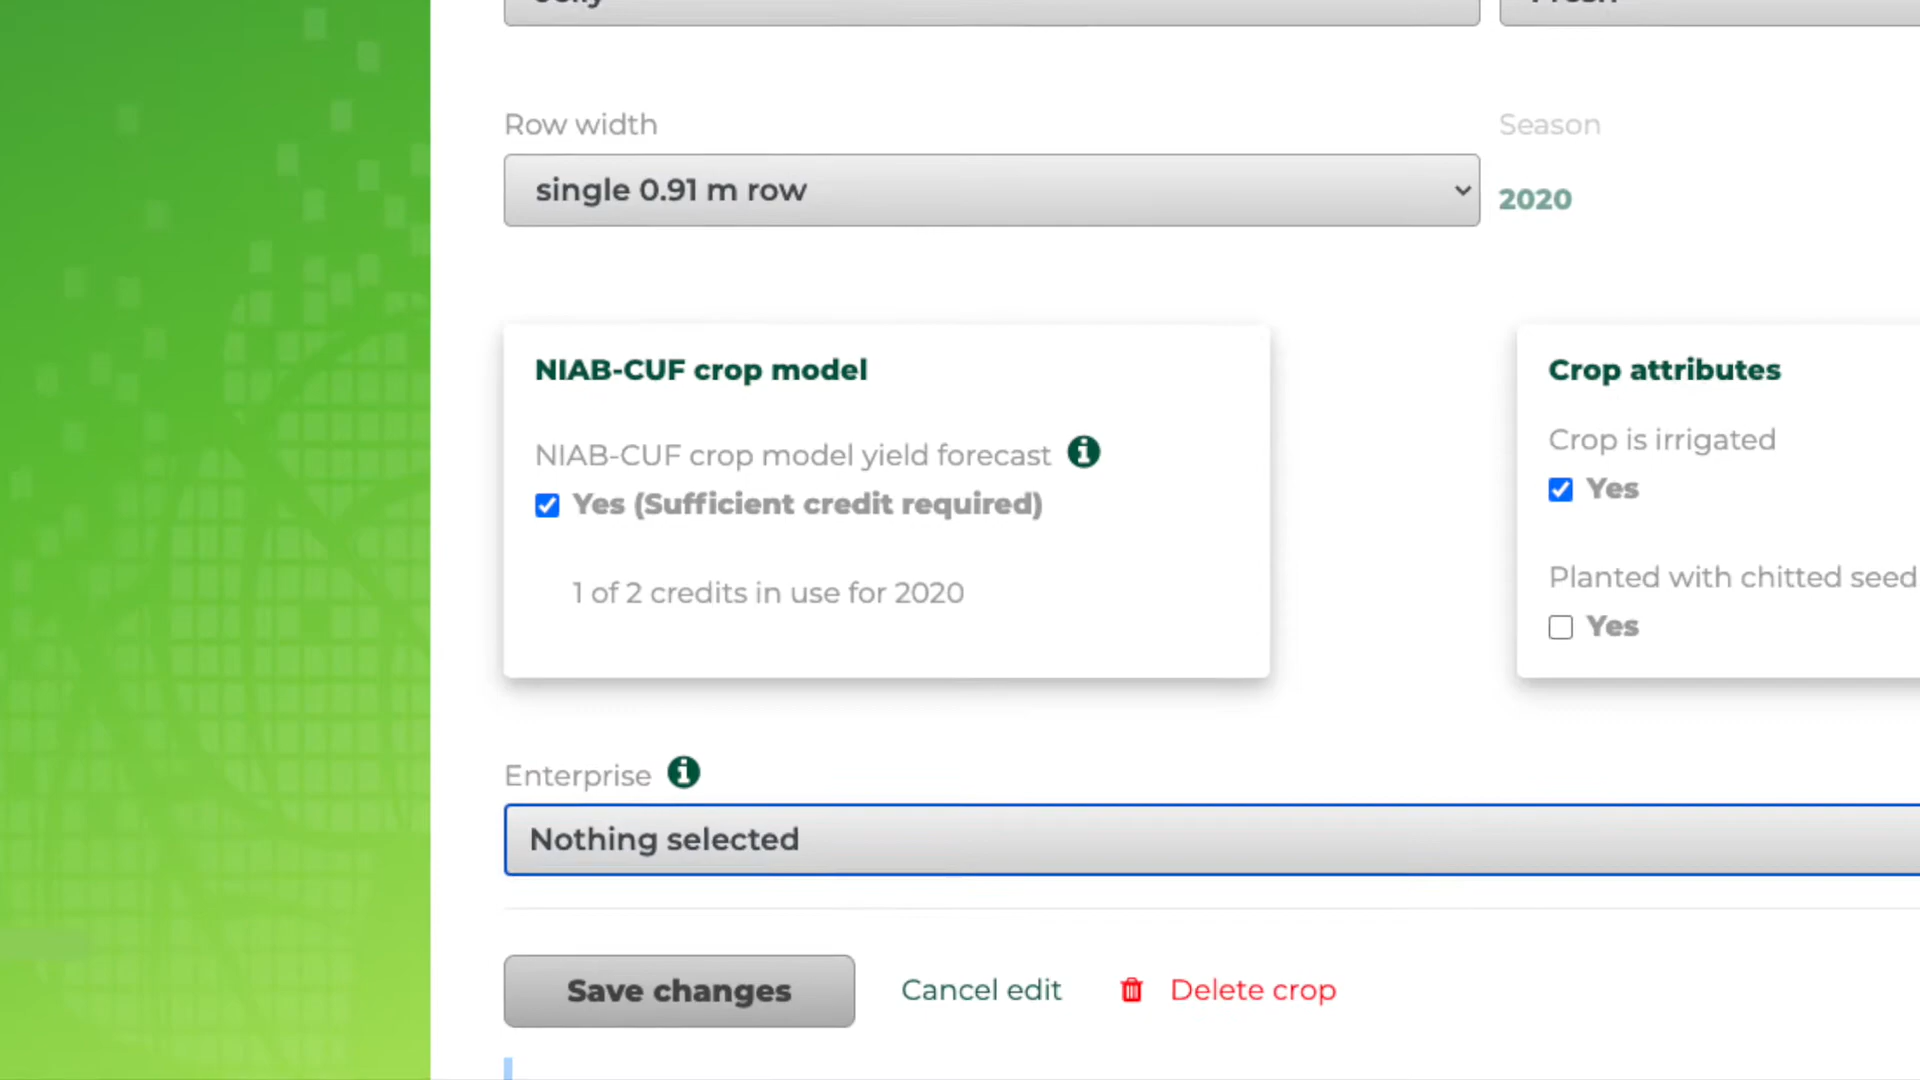 Row width
Season
single 0.91 m row
2020
NIAB-CUF crop model
Crop attributes
NIAB-CUF crop model yield forecast
Crop is irrigated
Yes (Sufficient credit required)
Yes
1 of 2 credits in use for 2020
Planted with chitted seed
Yes
Enterprise
Nothing selected
Save changes
Cancel edit
Delete crop